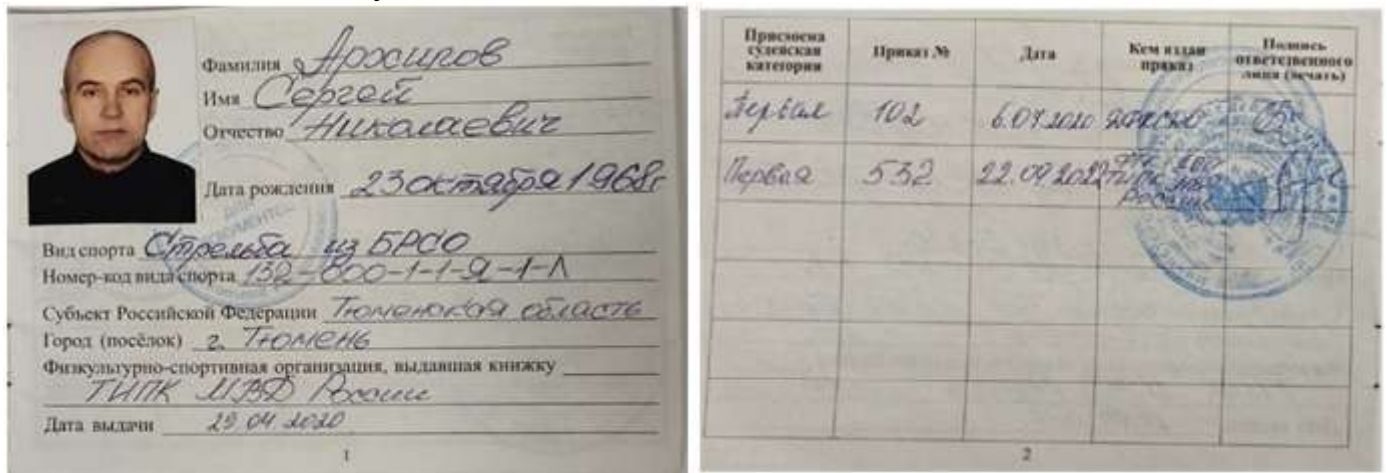 Фамилия Архипов
Имя Сергей
Отчество Николаевич
Дата рождения 23 октября 1968г
Вид спорта Стрельба из БРСО
Номер-код вида спорта 132-000-1-1-Я-1-Л
Субъект Российской Федерации Тюменская область
Город (посёлок) г. Тюмень
Физкультурно-спортивная организация, выдавшая книжку
ТИПК МВД России
Дата выдачи 29 04 2020
1
Присвоена судейская категория
Приказ №
Дата
Кем издан приказ
Подпись ответственного лица (печать)
Первая 102 6.04.2020
Первая 532 22.09.2022 России
2